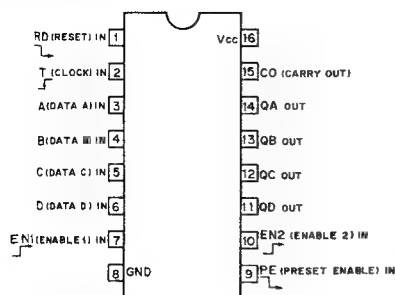 RD (RESET) IN 1
T (CLOCK) IN 2
A (DATA A) IN 3
B (DATA B) IN 4
C (DATA C) IN 5
D (DATA D) IN 6
EN1 (ENABLE 1) IN 7
8 GND
Vcc 16
15 CO (CARRY OUT)
14 QA OUT
13 QB OUT
12 QC OUT
11 QD OUT
10 EN2 (ENABLE 2) IN
9 PE (PRESET ENABLE) IN